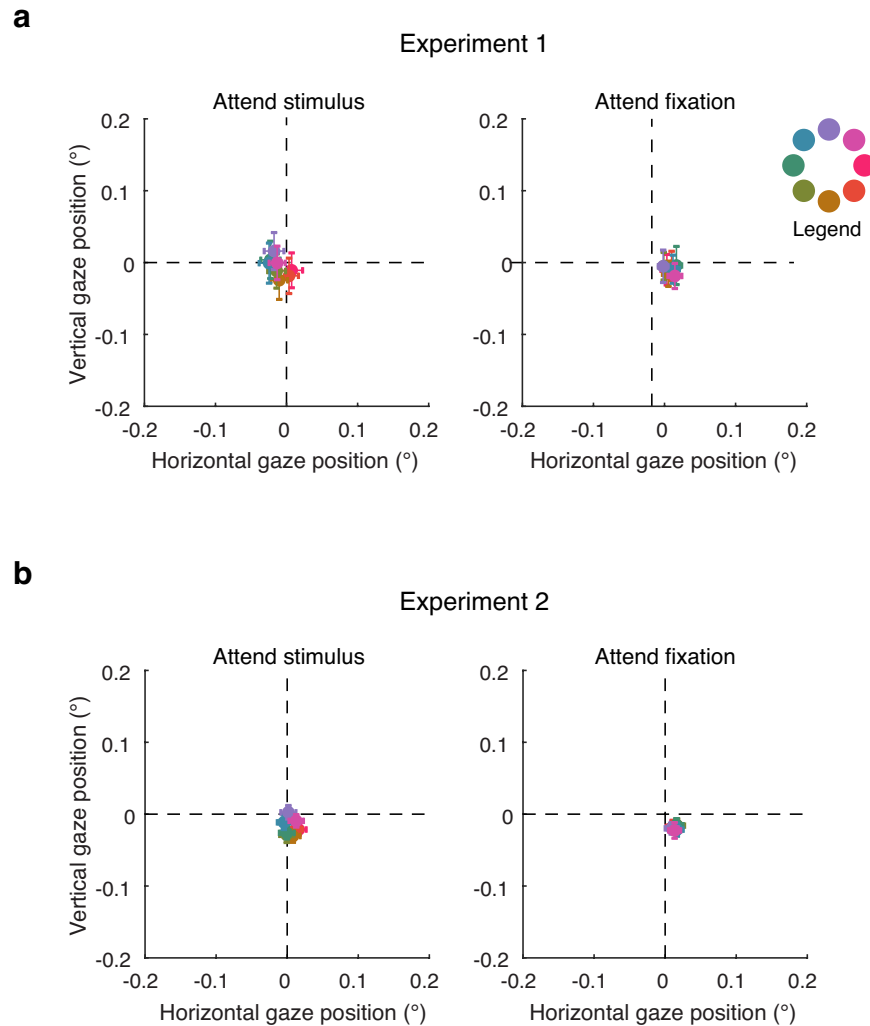 a
Experiment 1
Attend stimulus
Attend fixation
Legend
0.2
0.1
0
-0.1
-0.2
Vertical gaze position (°)
-0.2 -0.1 0 0.1 0.2
Horizontal gaze position (°)
0.2
0.1
0
-0.1
-0.2
-0.2 -0.1 0 0.1 0.2
Horizontal gaze position (°)
b
Experiment 2
Attend stimulus
Attend fixation
0.2
0.1
0
-0.1
-0.2
Vertical gaze position (°)
-0.2 -0.1 0 0.1 0.2
Horizontal gaze position (°)
0.2
0.1
0
-0.1
-0.2
-0.2 -0.1 0 0.1 0.2
Horizontal gaze position (°)